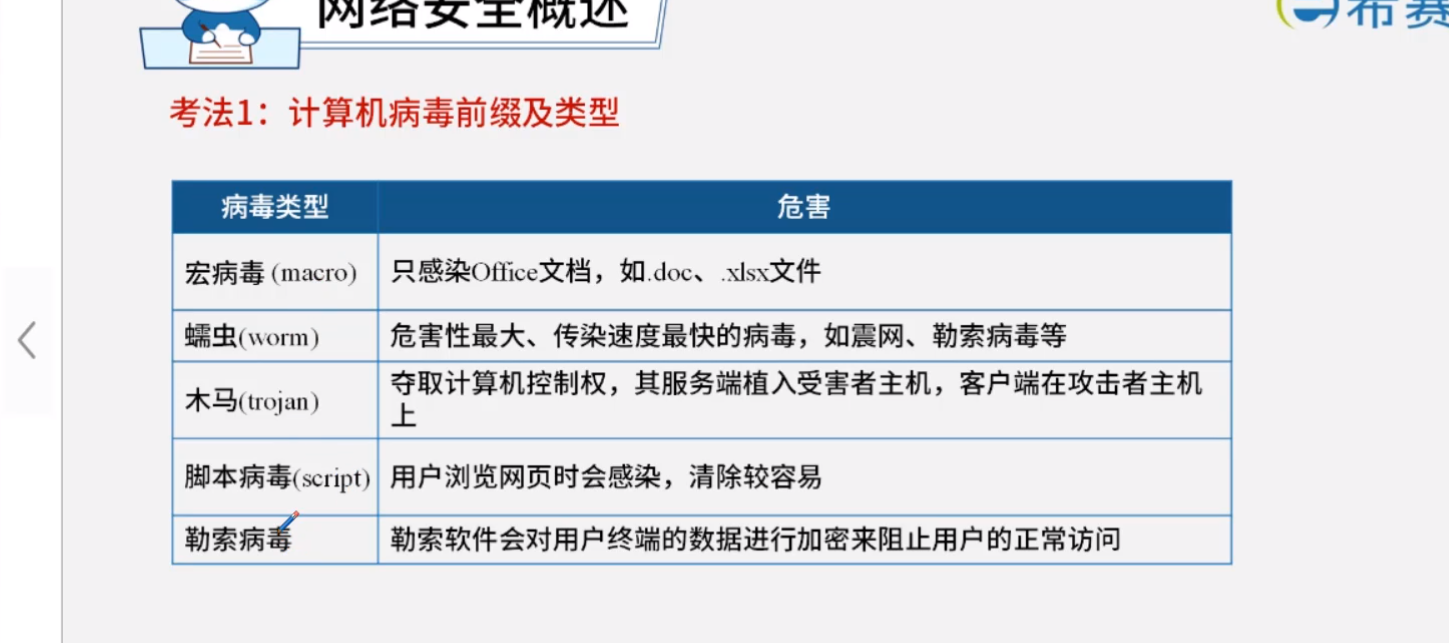 网络安全概述
希赛
考法1：计算机病毒前缀及类型
病毒类型 危害
宏病毒 (macro) 只感染Office文档，如.doc、.xlsx文件
蠕虫(worm) 危害性最大、传染速度最快的病毒，如震网、勒索病毒等
木马(trojan) 夺取计算机控制权，其服务端植入受害者主机，客户端在攻击者主机
上
脚本病毒(script) 用户浏览网页时会感染，清除较容易
勒索病毒 勒索软件会对用户终端的数据进行加密来阻止用户的正常访问